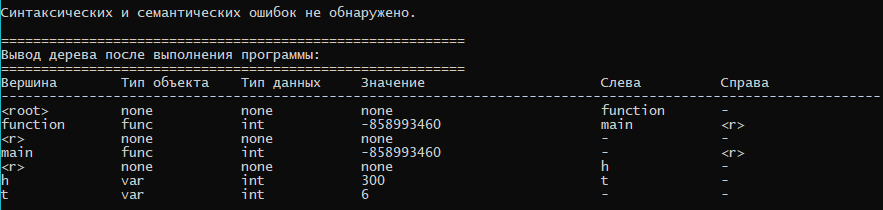 Синтаксических и семантических ошибок не обнаружено.
==========================================================
Вывод дерева после выполнения программы:
==========================================================
Вершина Тип объекта Тип данных Значение Слева Справа
--------------------------------------------------------------------------------------------------------------
<root> none none none function -
function func int -858993460 main <r>
<r> none none none - -
main func int -858993460 - <r>
<r> none none none h -
h var int 300 t -
t var int 6 - -